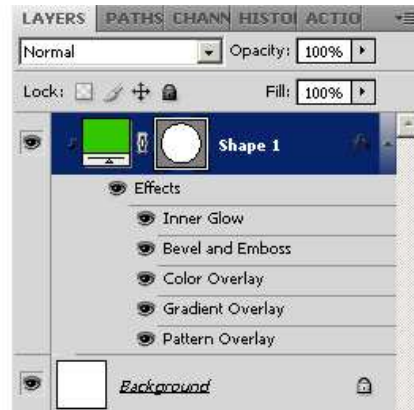 LAYERS PATHS CHANN HISTOI ACTIO
Normal Opacity: 100%
Lock: Fill: 100%
Shape 1
Effects
Inner Glow
Bevel and Emboss
Color Overlay
Gradient Overlay
Pattern Overlay
Background